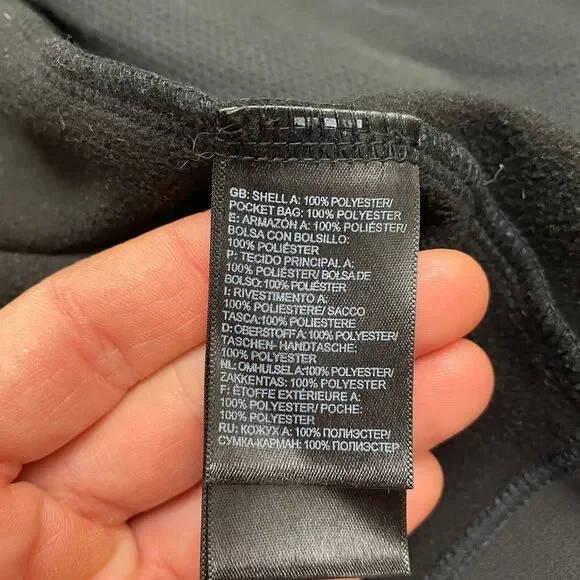 GB: SHELL A: 100% POLYESTER/
POCKET BAG: 100% POLYESTER/
E: ARMAZÓN A: 100% POLIÉSTER/
BOLSA CON BOLSILLO:
100% POLIÉSTER
P: TECIDO PRINCIPAL A:
100% POLIÉSTER/ BOLSA DE
BOLSO: 100% POLIÉSTER
I: RIVESTIMENTO A:
100% POLIESTERE/ SACCO
TASCA:100% POLIESTERE
D: OBERSTOFF A: 100% POLYESTER/
TASCHEN- HANDTASCHE:
100% POLYESTER
NL: OMHULSEL A: 100% POLYESTER/
ZAKKENTAS: 100% POLYESTER
F: ÉTOFFE EXTÉRIEURE A:
100% POLYESTER/ POCHE:
100% POLYESTER
RU: КОЖУХ А: 100% ПОЛИЭСТЕР/
СУМКА-КАРМАН: 100% ПОЛИЭСТЕР